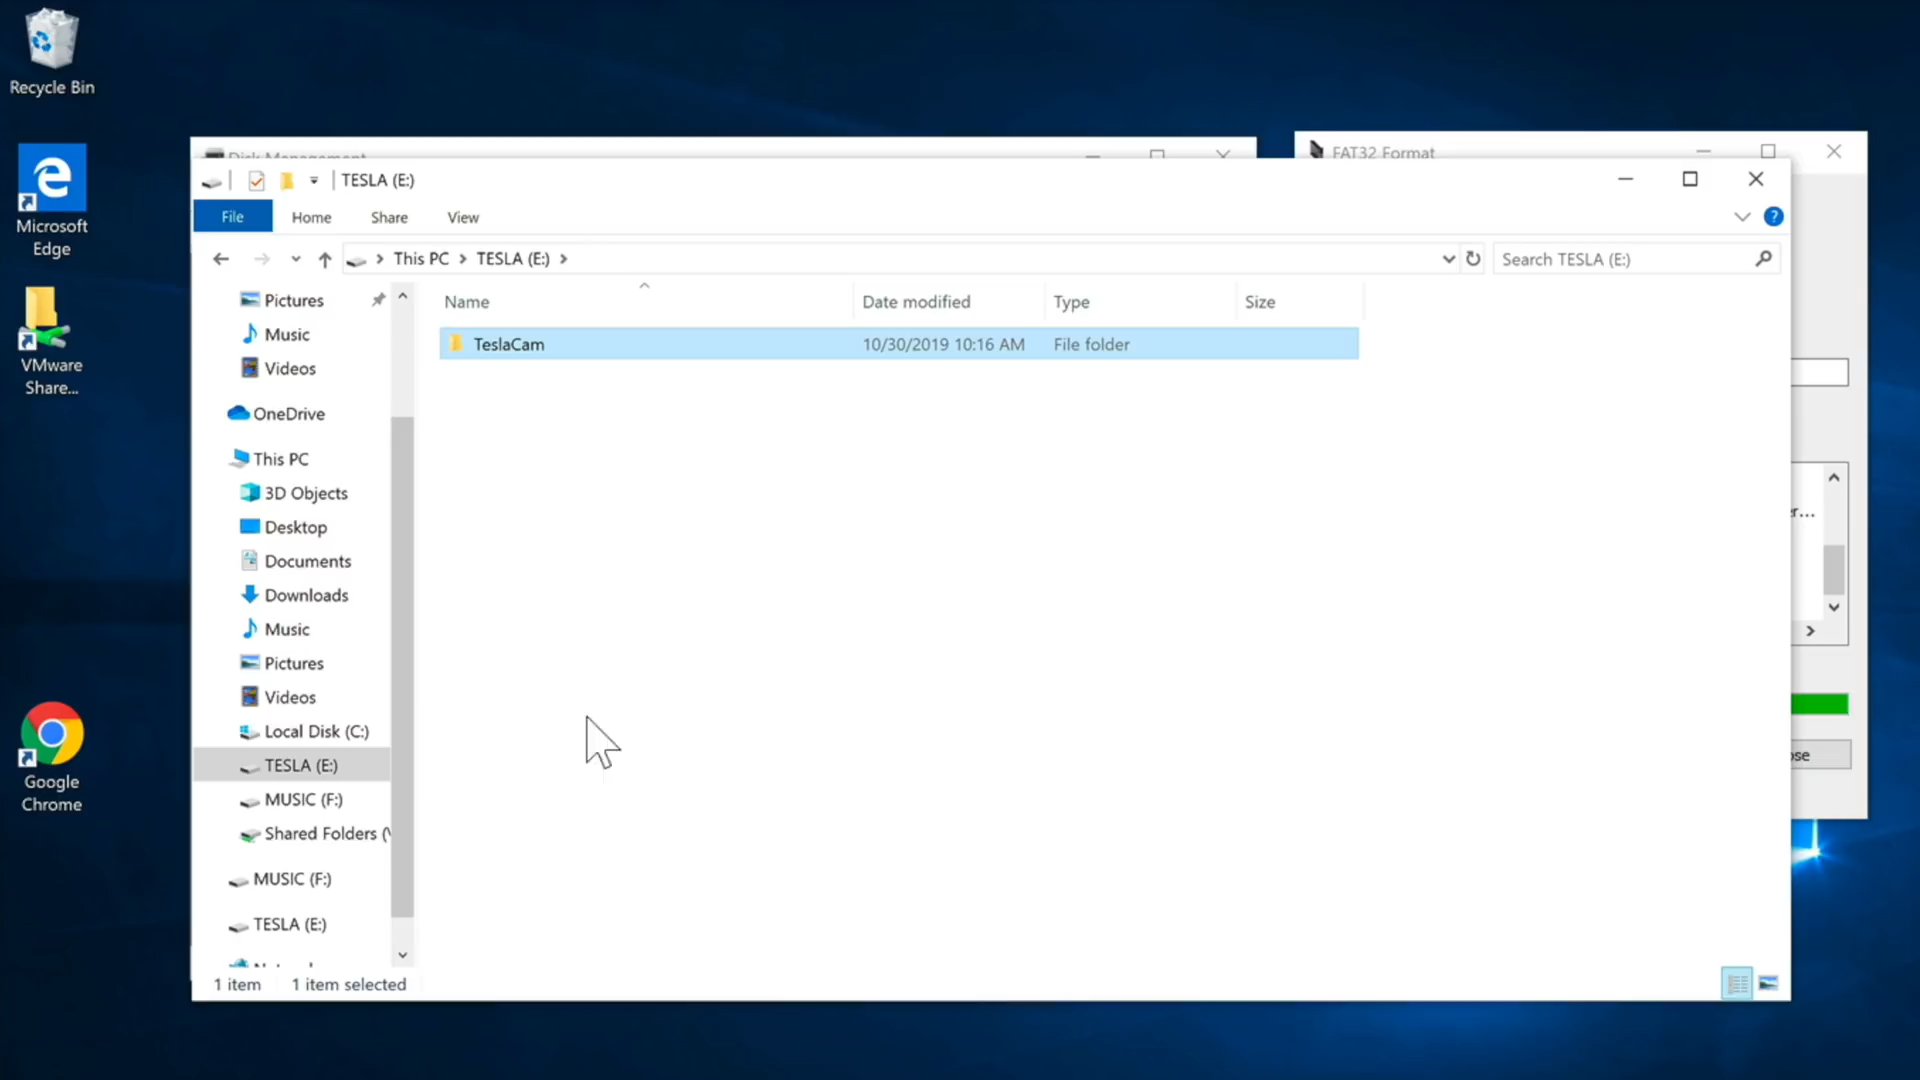 Recycle Bin
Microsoft
Edge
VMware
Share...
Google
Chrome
Disk Management
FAT32 Format
TESLA (E:)
File
Home
Share
View
This PC
TESLA (E:)
Search TESLA (E:)
Pictures
Music
Videos
OneDrive
This PC
3D Objects
Desktop
Documents
Downloads
Music
Pictures
Videos
Local Disk (C:)
TESLA (E:)
MUSIC (F:)
Shared Folders (\
MUSIC (F:)
TESLA (E:)
Name
Date modified
Type
Size
TeslaCam
10/30/2019 10:16 AM
File folder
1 item
1 item selected